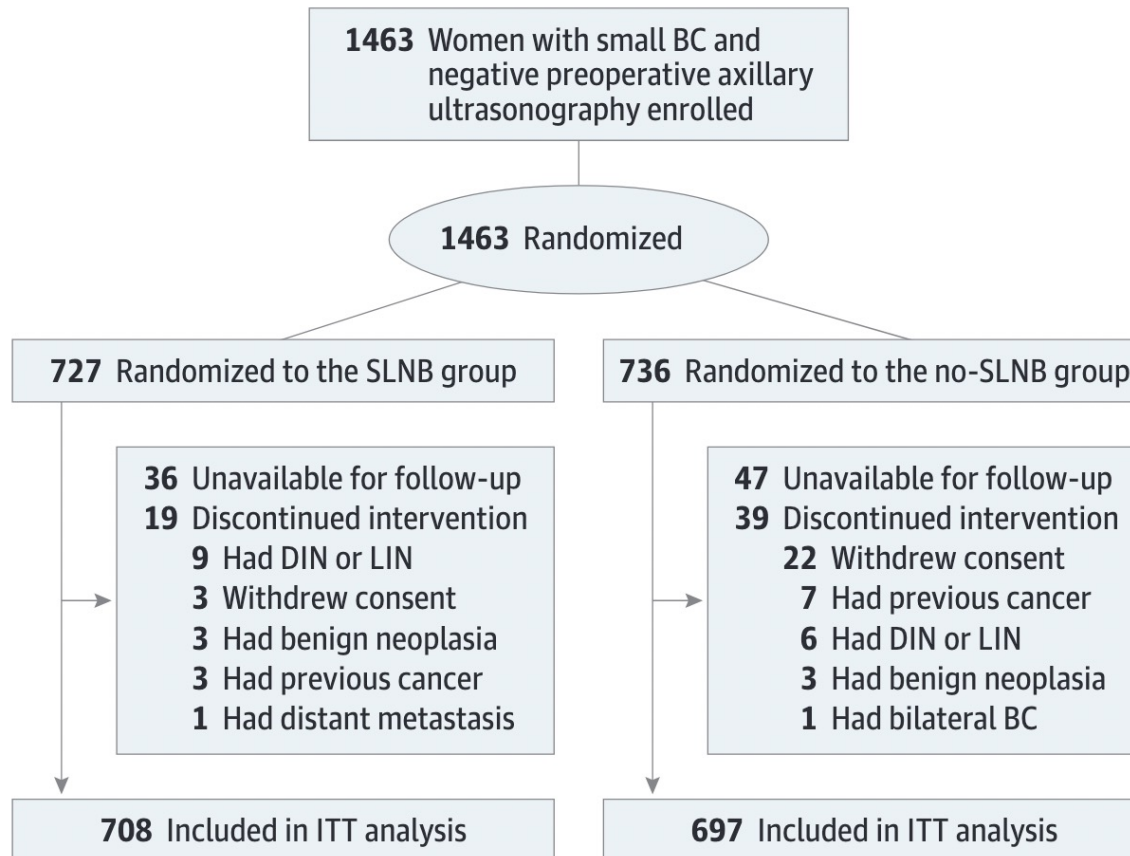 1463 Women with small BC and
negative preoperative axillary
ultrasonography enrolled
1463 Randomized
727 Randomized to the SLNB group
36 Unavailable for follow-up
19 Discontinued intervention
9 Had DIN or LIN
3 Withdrew consent
3 Had benign neoplasia
3 Had previous cancer
1 Had distant metastasis
708 Included in ITT analysis
736 Randomized to the no-SLNB group
47 Unavailable for follow-up
39 Discontinued intervention
22 Withdrew consent
7 Had previous cancer
6 Had DIN or LIN
3 Had benign neoplasia
1 Had bilateral BC
697 Included in ITT analysis